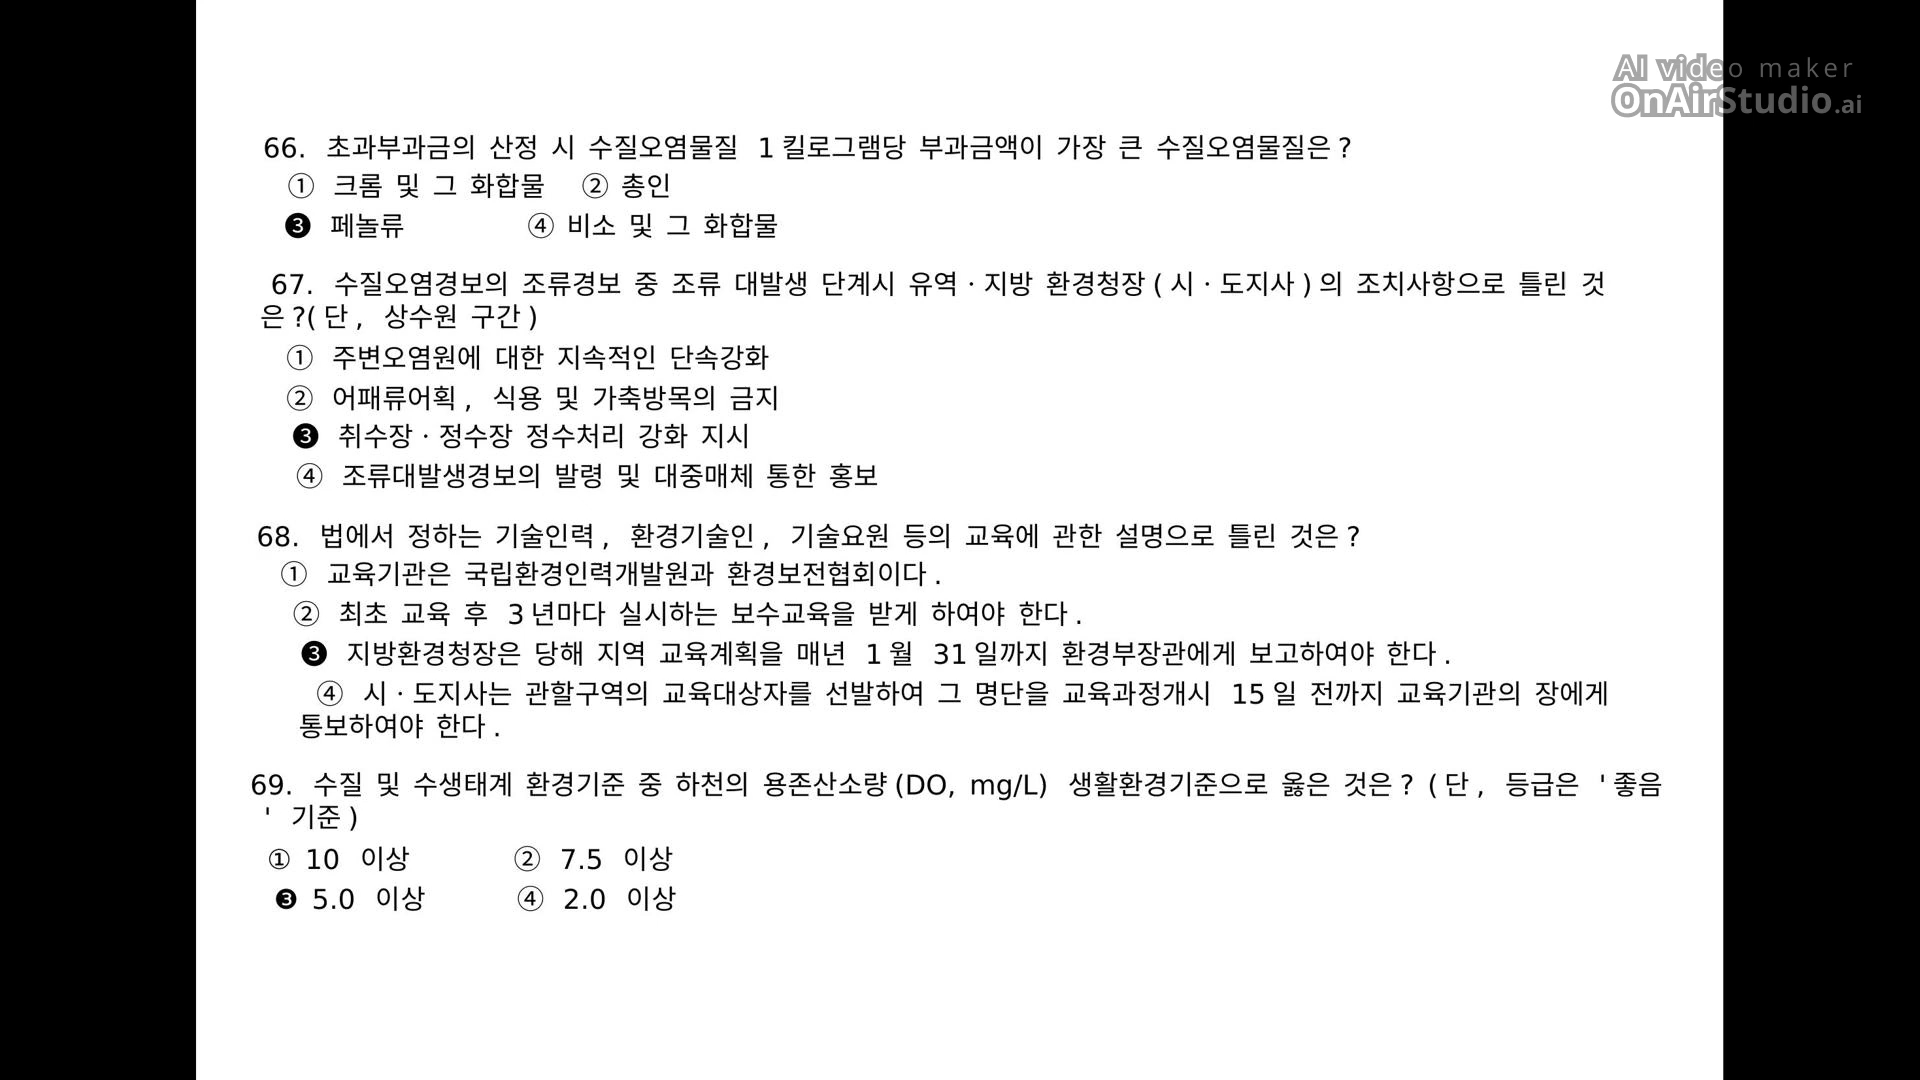 AI video maker
OnAirStudio.ai
66. 초과부과금의 산정 시 수질오염물질 1킬로그램당 부과금액이 가장 큰 수질오염물질은?
① 크롬 및 그 화합물 ② 총인
❸ 페놀류 ④ 비소 및 그 화합물
67. 수질오염경보의 조류경보 중 조류 대발생 단계시 유역·지방 환경청장(시·도지사)의 조치사항으로 틀린 것
은?(단, 상수원 구간)
① 주변오염원에 대한 지속적인 단속강화
② 어패류어획, 식용 및 가축방목의 금지
❸ 취수장·정수장 정수처리 강화 지시
④ 조류대발생경보의 발령 및 대중매체 통한 홍보
68. 법에서 정하는 기술인력, 환경기술인, 기술요원 등의 교육에 관한 설명으로 틀린 것은?
① 교육기관은 국립환경인력개발원과 환경보전협회이다.
② 최초 교육 후 3년마다 실시하는 보수교육을 받게 하여야 한다.
❸ 지방환경청장은 당해 지역 교육계획을 매년 1월 31일까지 환경부장관에게 보고하여야 한다.
④ 시·도지사는 관할구역의 교육대상자를 선발하여 그 명단을 교육과정개시 15일 전까지 교육기관의 장에게
통보하여야 한다.
69. 수질 및 수생태계 환경기준 중 하천의 용존산소량(DO, mg/L) 생활환경기준으로 옳은 것은? (단, 등급은 '좋음
' 기준)
① 10 이상 ② 7.5 이상
❸ 5.0 이상 ④ 2.0 이상